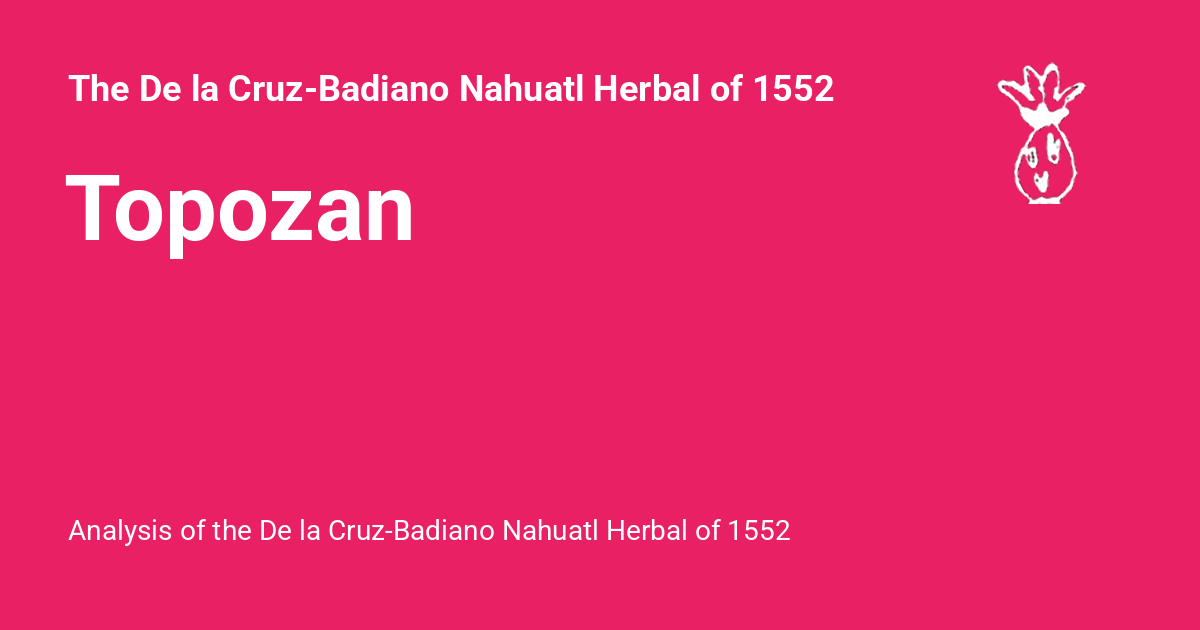 The De la Cruz-Badiano Nahuatl Herbal of 1552
Topozan
Analysis of the De la Cruz-Badiano Nahuatl Herbal of 1552